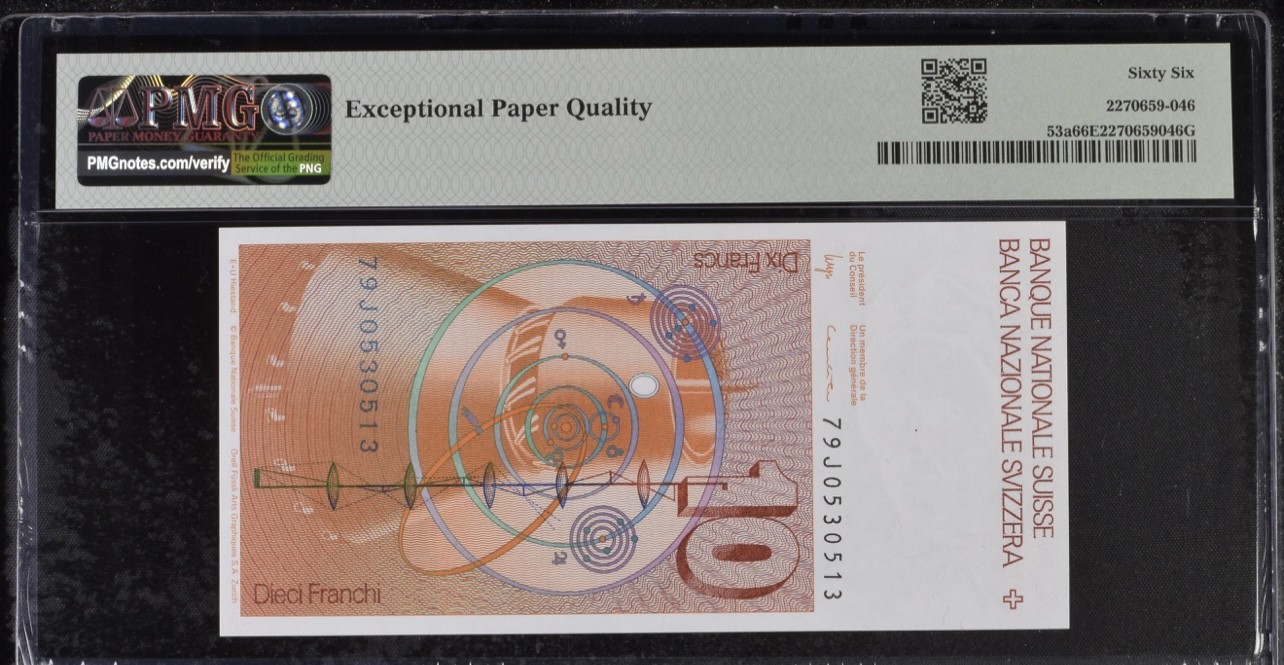 PMG
PAPER MONEY GUARANTY
PMGnotes.com/verify
The Official Grading
Service of the PNG
Exceptional Paper Quality
Sixty Six
2270659-046
53a66E2270659046G
BANQUE NATIONALE SUISSE
BANCA NAZIONALE SVIZZERA
Le président
du Conseil
Un membre de la
Direction générale
79J0530513
10
Dix Francs
79J0530513
Dieci Franchi
E+U Hiestand © Banque Nationale Suisse Orell Füssli Arts Graphiques S.A. Zurich